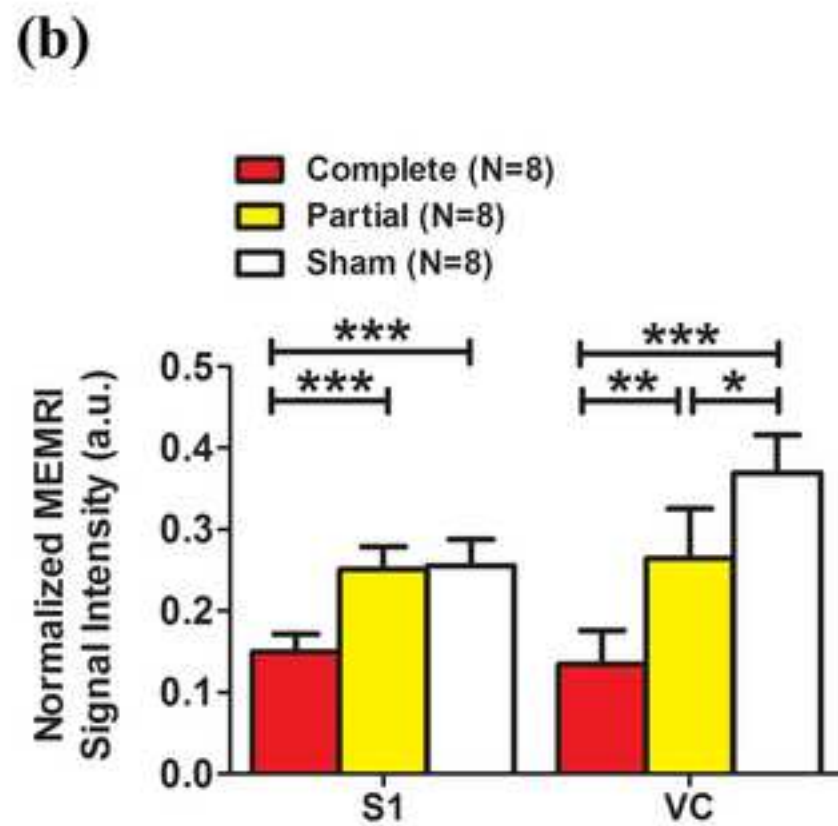 (b)
Complete (N=8)
Partial (N=8)
Sham (N=8)
*** ***
*** ** *
Normalized MEMRI
Signal Intensity (a.u.)
0.5
0.4
0.3
0.2
0.1
0.0
S1 VC